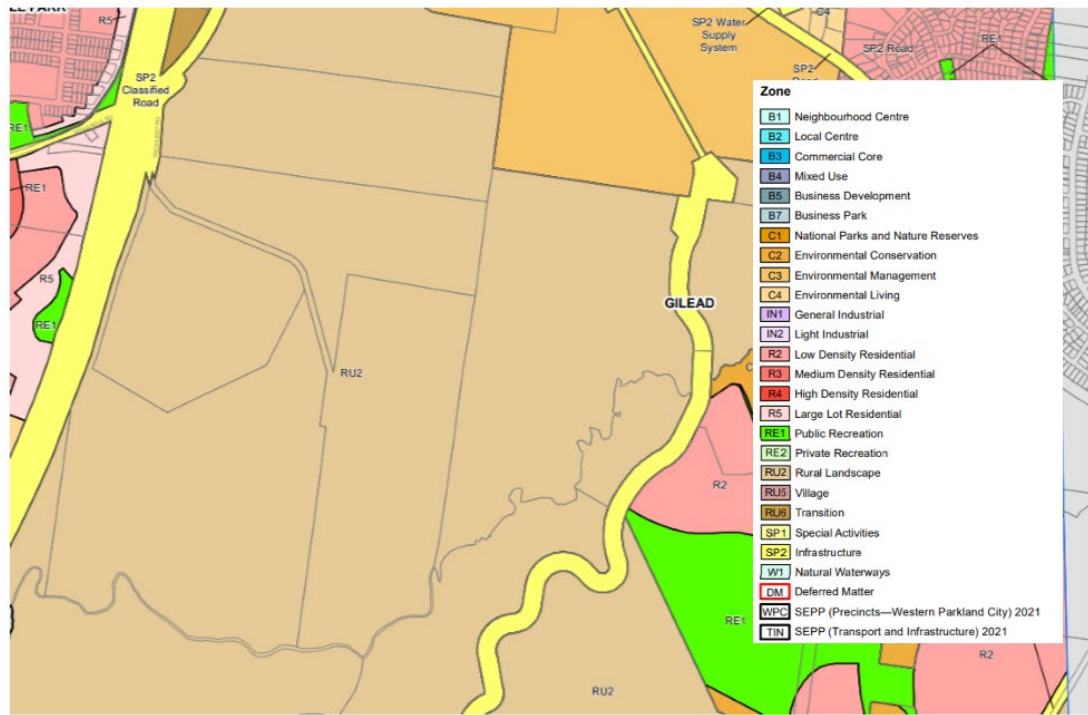 LE PARK
R5
SP2
Classified
Road
RE1
RE1
R5
RE1
SP2 Water
Supply
System
C4
SP2 Road
RE1
SP2
GILEAD
RU2
R2
RE1
RU2
R2
Zone
B1 Neighbourhood Centre
B2 Local Centre
B3 Commercial Core
B4 Mixed Use
B5 Business Development
B7 Business Park
C1 National Parks and Nature Reserves
C2 Environmental Conservation
C3 Environmental Management
C4 Environmental Living
IN1 General Industrial
IN2 Light Industrial
R2 Low Density Residential
R3 Medium Density Residential
R4 High Density Residential
R5 Large Lot Residential
RE1 Public Recreation
RE2 Private Recreation
RU2 Rural Landscape
RU5 Village
RU6 Transition
SP1 Special Activities
SP2 Infrastructure
W1 Natural Waterways
DM Deferred Matter
WPC SEPP (Precincts—Western Parkland City) 2021
TIN SEPP (Transport and Infrastructure) 2021